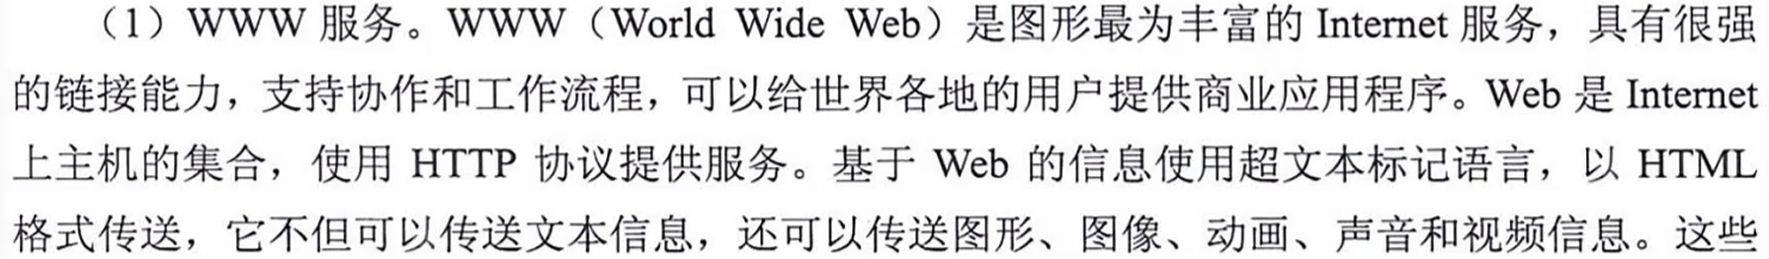 （1）WWW 服务。WWW（World Wide Web）是图形最为丰富的 Internet 服务，具有很强
的链接能力，支持协作和工作流程，可以给世界各地的用户提供商业应用程序。Web 是 Internet
上主机的集合，使用 HTTP 协议提供服务。基于 Web 的信息使用超文本标记语言，以 HTML
格式传送，它不但可以传送文本信息，还可以传送图形、图像、动画、声音和视频信息。这些